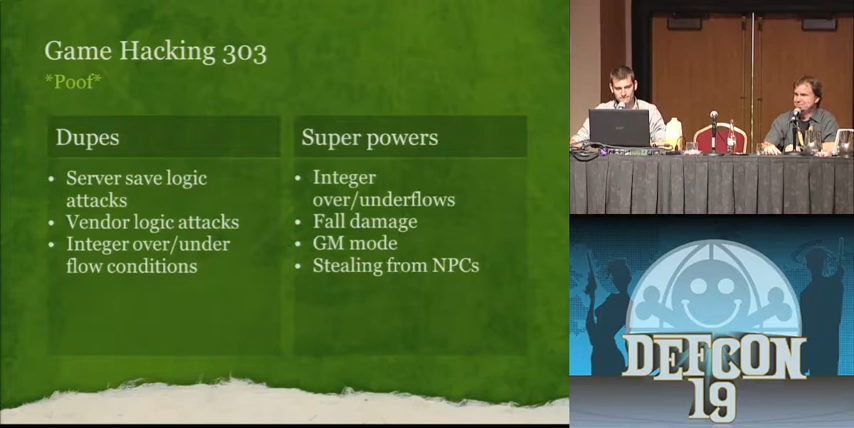 Game Hacking 303
*Poof*
Dupes
• Server save logic
attacks
• Vendor logic attacks
• Integer over/under
flow conditions
Super powers
• Integer
over/underflows
• Fall damage
• GM mode
• Stealing from NPCs
DEFCON
19